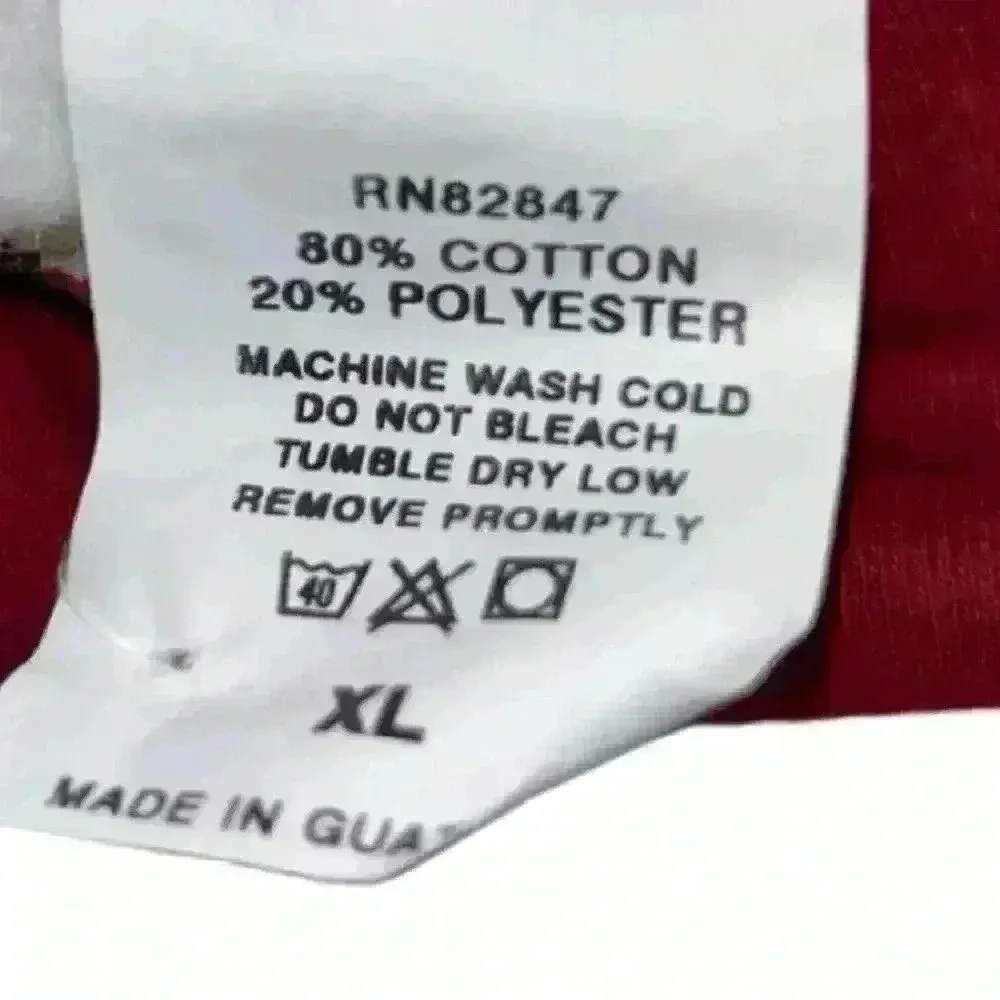 RN82847
80% COTTON
20% POLYESTER
MACHINE WASH COLD
DO NOT BLEACH
TUMBLE DRY LOW
REMOVE PROMPTLY
40
XL
MADE IN GUA